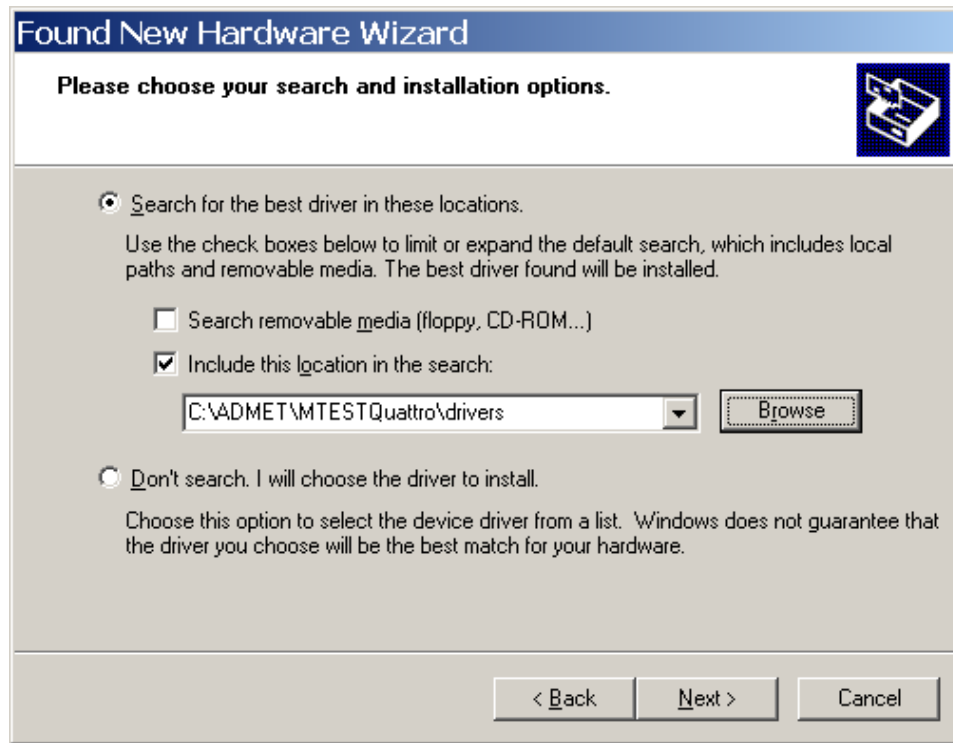 Found New Hardware Wizard
Please choose your search and installation options.
Search for the best driver in these locations.
Use the check boxes below to limit or expand the default search, which includes local
paths and removable media. The best driver found will be installed.
Search removable media (floppy, CD-ROM...)
Include this location in the search:
C:\ADMET\MTESTQuattro\drivers
Browse
Don't search. I will choose the driver to install.
Choose this option to select the device driver from a list. Windows does not guarantee that
the driver you choose will be the best match for your hardware.
< Back
Next >
Cancel